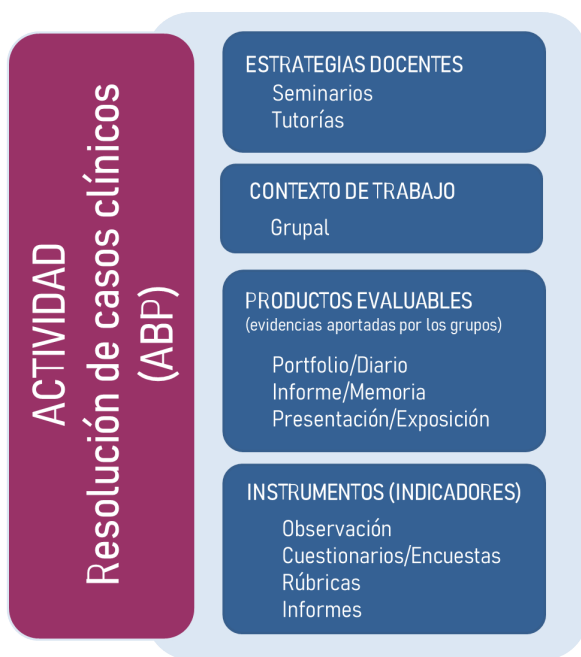 ACTIVIDAD
Resolución de casos clínicos
(ABP)
ESTRATEGIAS DOCENTES
Seminarios
Tutorías
CONTEXTO DE TRABAJO
Grupal
PRODUCTOS EVALUABLES
(evidencias aportadas por los grupos)
Portfolio/Diario
Informe/Memoria
Presentación/Exposición
INSTRUMENTOS (INDICADORES)
Observación
Cuestionarios/Encuestas
Rúbricas
Informes